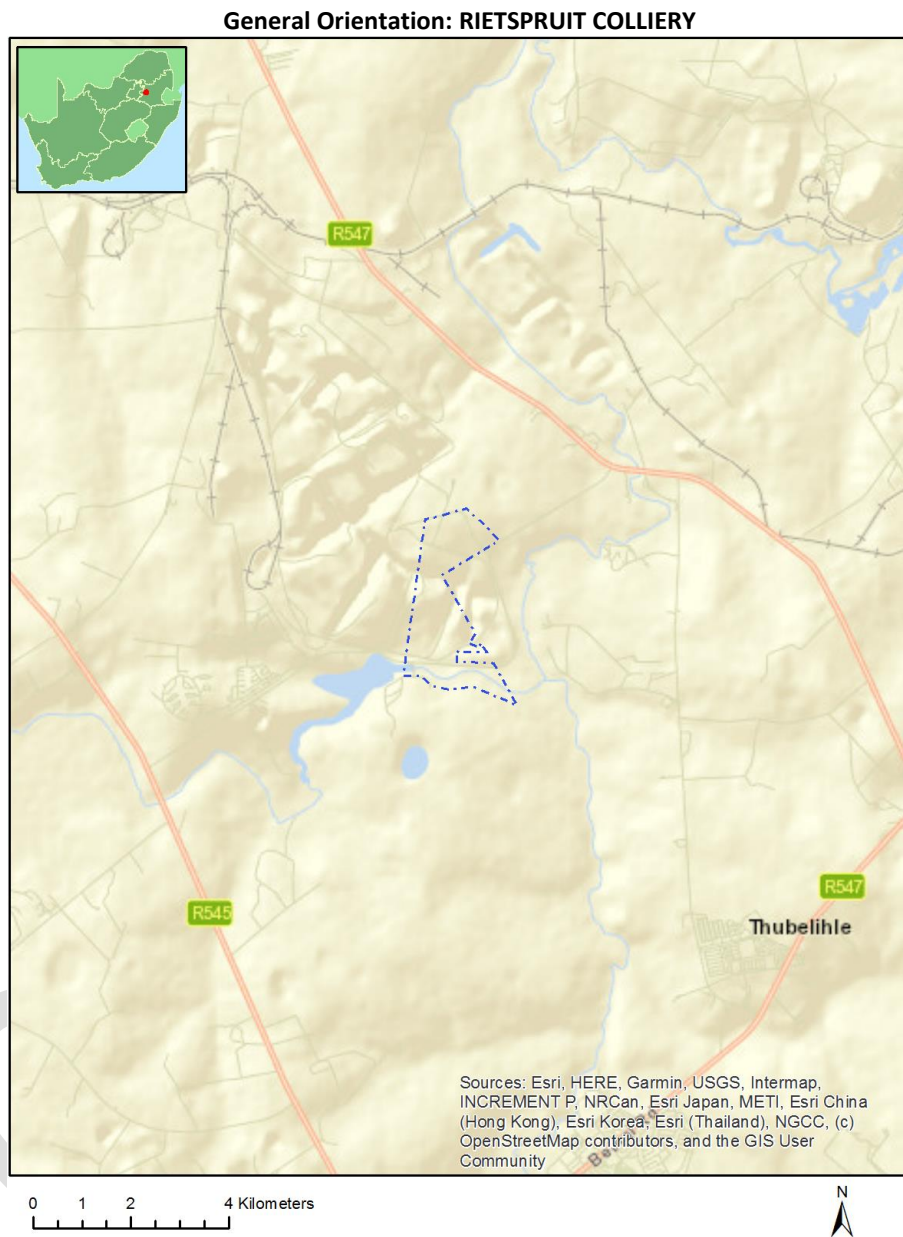 General Orientation: RIETSPRUIT COLLIERY
R547
R547
R545
Thubelihle
Sources: Esri, HERE, Garmin, USGS, Intermap,
INCREMENT P, NRCan, Esri Japan, METI, Esri China
(Hong Kong), Esri Korea, Esri (Thailand), NGCC, (c)
OpenStreetMap contributors, and the GIS User
Community
0 1 2 4 Kilometers
N